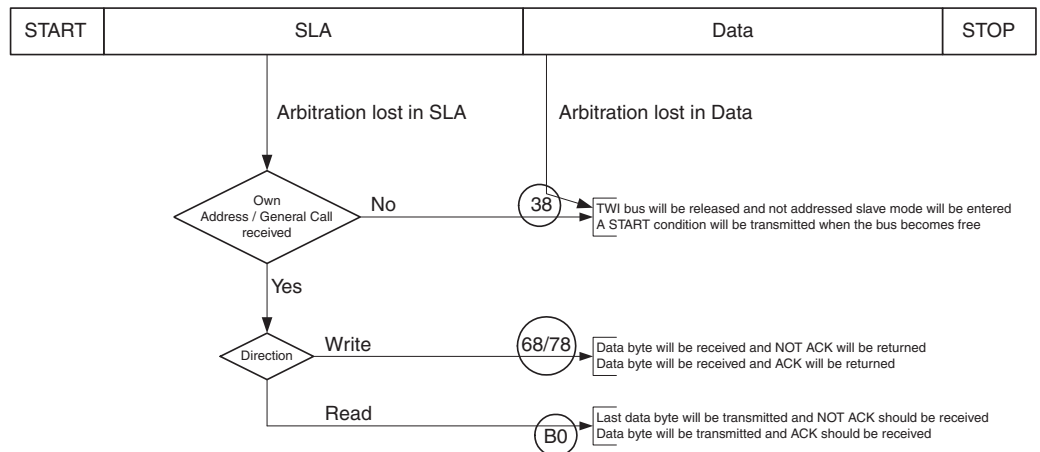 START SLA Data STOP
Arbitration lost in SLA Arbitration lost in Data
Own
Address / General Call
received
No
38
TWI bus will be released and not addressed slave mode will be entered
A START condition will be transmitted when the bus becomes free
Yes
Direction
Write
68/78
Data byte will be received and NOT ACK will be returned
Data byte will be received and ACK will be returned
Read
B0
Last data byte will be transmitted and NOT ACK should be received
Data byte will be transmitted and ACK should be received